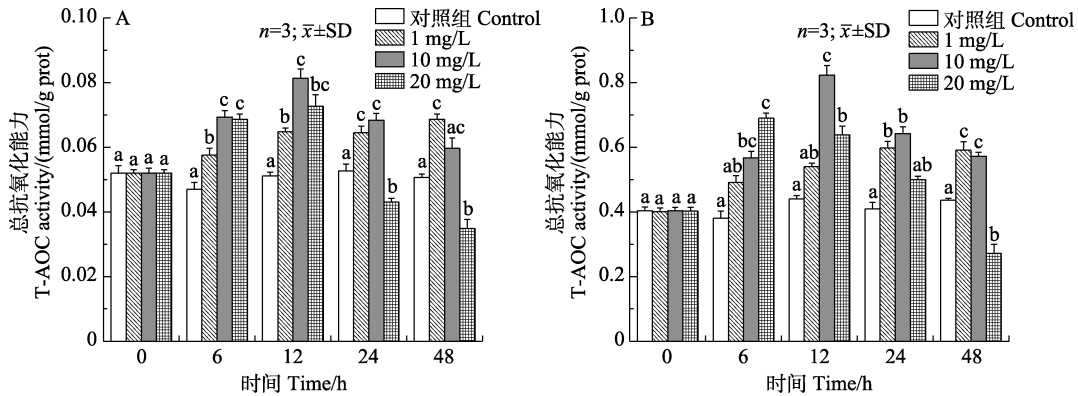 A
n=3; x̅±SD
对照组 Control
1 mg/L
10 mg/L
20 mg/L
总抗氧化能力
T-AOC activity/(mmol/g prot)
0.10
0.08
0.06
0.04
0.02
0
a a a a
a b c c
a b c bc
a c c b
a c ac b
0 6 12 24 48
时间 Time/h
B
n=3; x̅±SD
对照组 Control
1 mg/L
10 mg/L
20 mg/L
总抗氧化能力
T-AOC activity/(mmol/g prot)
1.0
0.8
0.6
0.4
0.2
0
a a a a
a ab bc c
a ab c b
a b b ab
a c c b
0 6 12 24 48
时间 Time/h